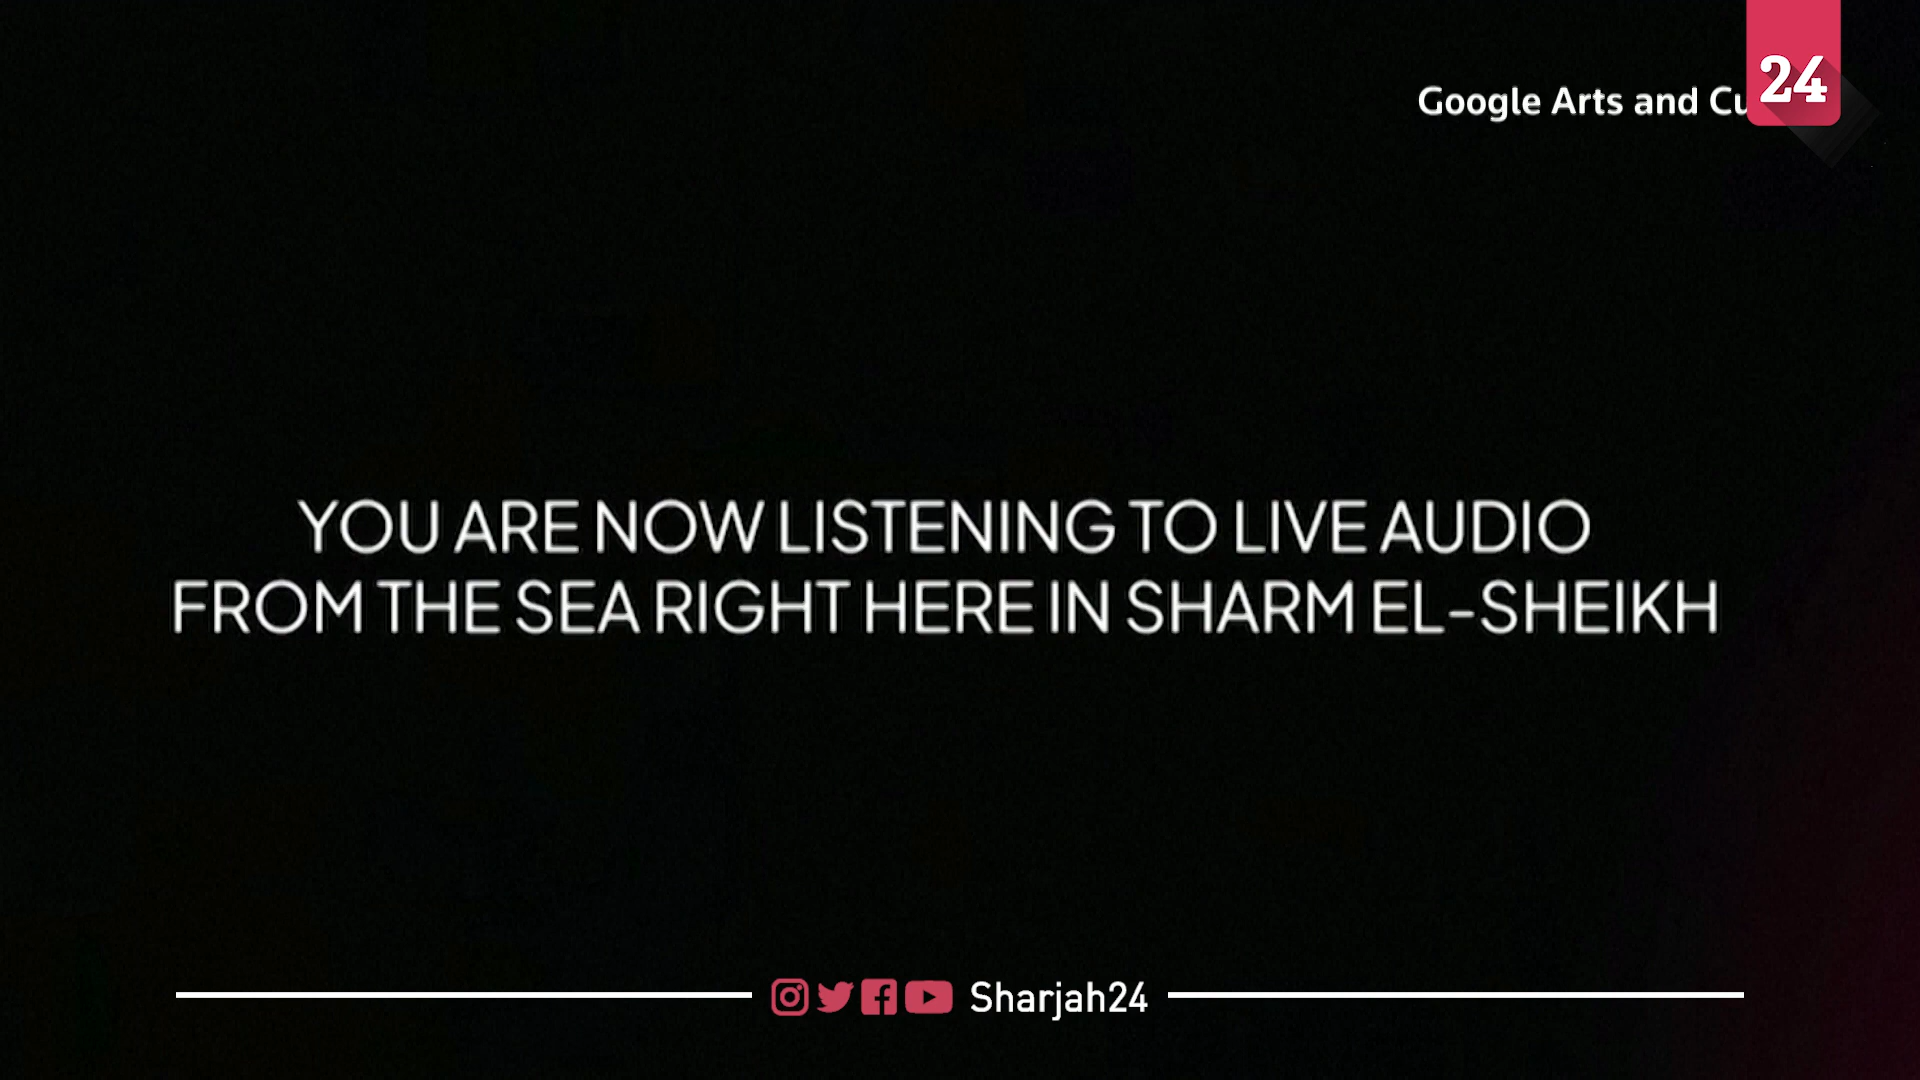 24
Google Arts and Cu
YOU ARE NOW LISTENING TO LIVE AUDIO
FROM THE SEA RIGHT HERE IN SHARM EL-SHEIKH
Sharjah24